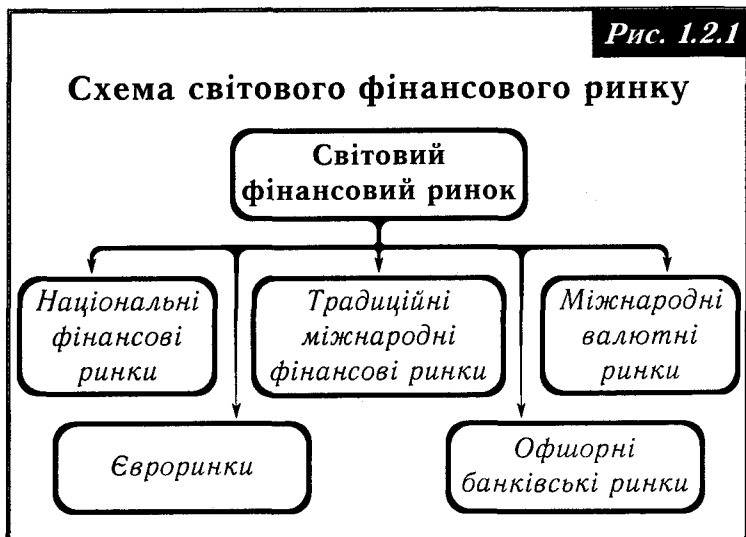 Рис. 1.2.1
Схема світового фінансового ринку
Світовий
фінансовий ринок
Національні
фінансові
ринки
Традиційні
міжнародні
фінансові ринки
Міжнародні
валютні
ринки
Євроринки
Офшорні
банківські ринки